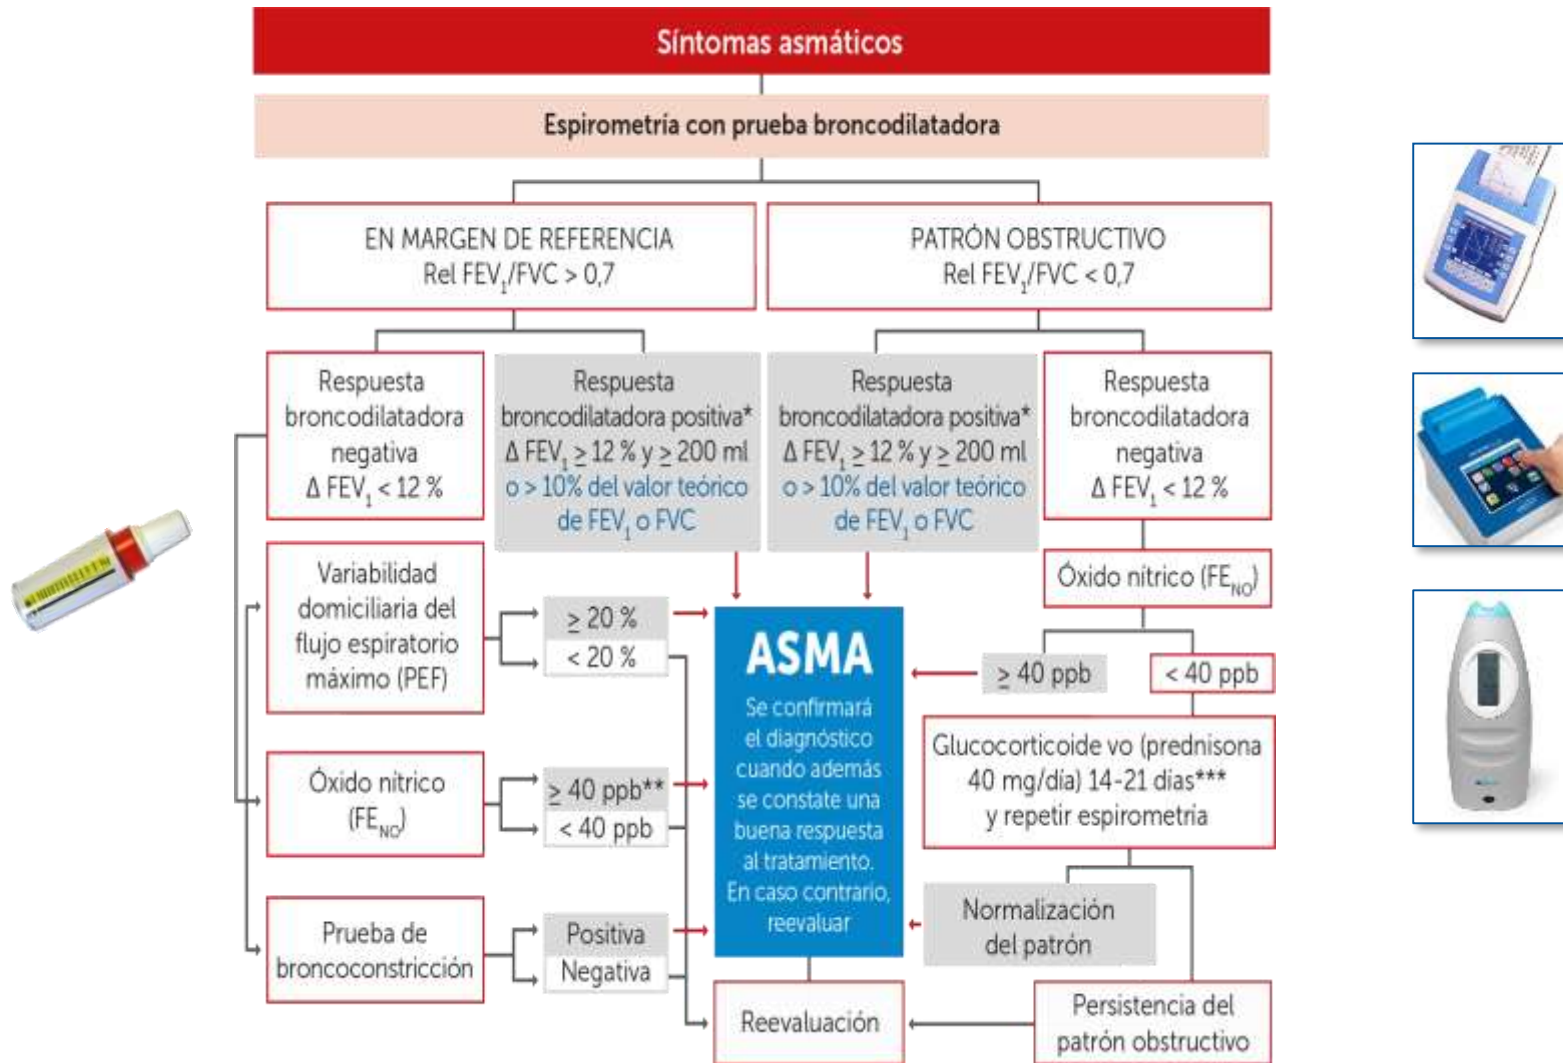 Síntomas asmáticos
Espirometría con prueba broncodilatadora
EN MARGEN DE REFERENCIA
Rel FEV₁/FVC > 0,7
PATRÓN OBSTRUCTIVO
Rel FEV₁/FVC < 0,7
Respuesta
broncodilatadora
negativa
Δ FEV₁ < 12 %
Respuesta
broncodilatadora positiva*
Δ FEV₁ ≥ 12 % y ≥ 200 ml
o > 10% del valor teórico
de FEV₁ o FVC
Respuesta
broncodilatadora positiva*
Δ FEV₁ ≥ 12 % y ≥ 200 ml
o > 10% del valor teórico
de FEV₁ o FVC
Respuesta
broncodilatadora
negativa
Δ FEV₁ < 12 %
Variabilidad
domiciliaria del
flujo espiratorio
máximo (PEF)
≥ 20 %
< 20 %
Óxido nítrico
(FE_NO)
≥ 40 ppb**
< 40 ppb
Prueba de
broncoconstricción
Positiva
Negativa
ASMA
Se confirmará
el diagnóstico
cuando además
se constate una
buena respuesta
al tratamiento.
En caso contrario,
reevaluar
Óxido nítrico (FE_NO)
≥ 40 ppb
< 40 ppb
Glucocorticoide vo (prednisona
40 mg/día) 14-21 días***
y repetir espirometría
Normalización
del patrón
Reevaluación
Persistencia del
patrón obstructivo